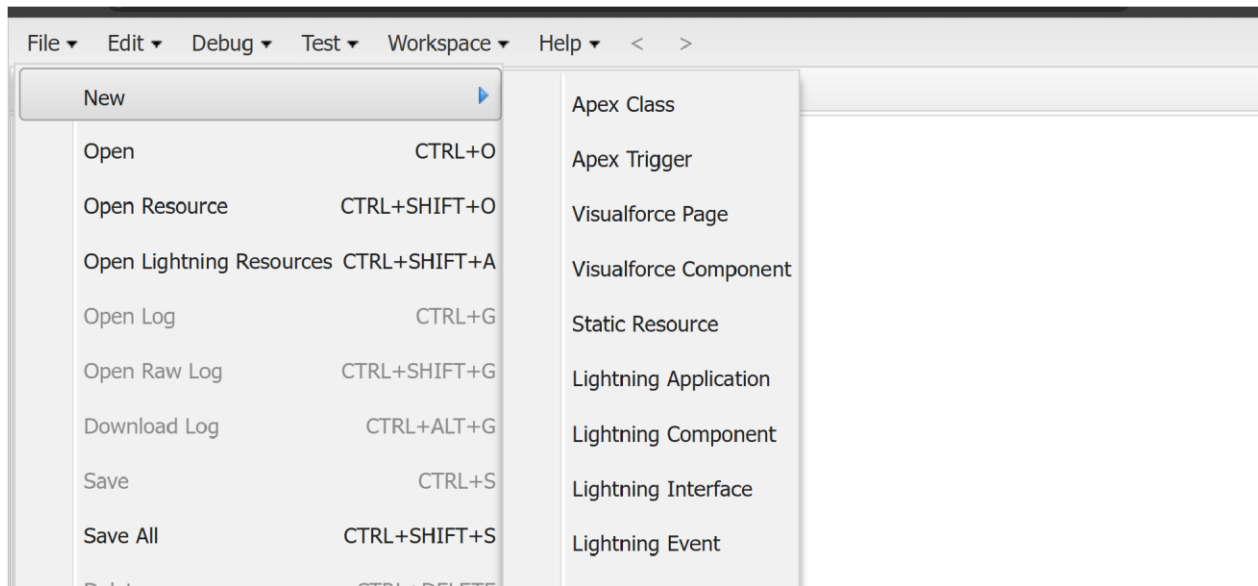 File Edit Debug Test Workspace Help < >
New
Open CTRL+O
Open Resource CTRL+SHIFT+O
Open Lightning Resources CTRL+SHIFT+A
Open Log CTRL+G
Open Raw Log CTRL+SHIFT+G
Download Log CTRL+ALT+G
Save CTRL+S
Save All CTRL+SHIFT+S
Apex Class
Apex Trigger
Visualforce Page
Visualforce Component
Static Resource
Lightning Application
Lightning Component
Lightning Interface
Lightning Event